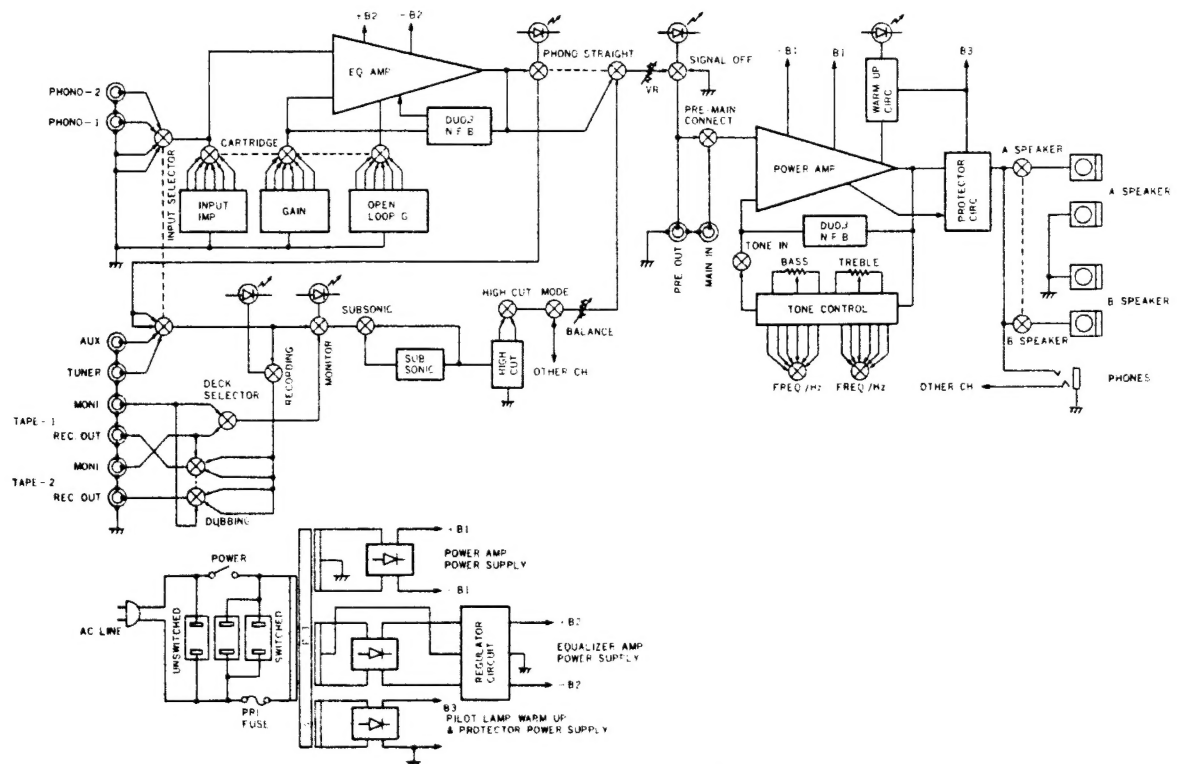 +B2
-B2
PHONO STRAIGHT
EQ AMP
SIGNAL OFF
VR
-B1
B1
B3
WARM UP
CIRC.
PHONO-2
PHONO-1
CARTRIDGE
DUO.B
N.F.B
PRE-MAIN
CONNECT
INPUT SELECTOR
INPUT
IMP
GAIN
OPEN
LOOP G
POWER AMP
PROTECTOR
CIRC.
A SPEAKER
A SPEAKER
B SPEAKER
B SPEAKER
DUO.B
N.F.B
TONE IN
PRE OUT
MAIN IN
BASS
TREBLE
TONE CONTROL
FREQ/Hz
FREQ/Hz
OTHER CH
PHONES
HIGH CUT
MODE
BALANCE
SUBSONIC
SUB
SONIC
HIGH
CUT
OTHER CH
AUX
TUNER
DECK
SELECTOR
RECORDING
MONITOR
MONI
TAPE-1
REC OUT
MONI
TAPE-2
REC OUT
DUBBING
POWER
AC LINE
UNSWITCHED
SWITCHED
PRI
FUSE
+B1
POWER AMP
POWER SUPPLY
-B1
REGULATOR
CIRCUIT
+B2
EQUALIZER AMP
POWER SUPPLY
-B2
B3
PILOT LAMP WARM UP
& PROTECTOR POWER SUPPLY